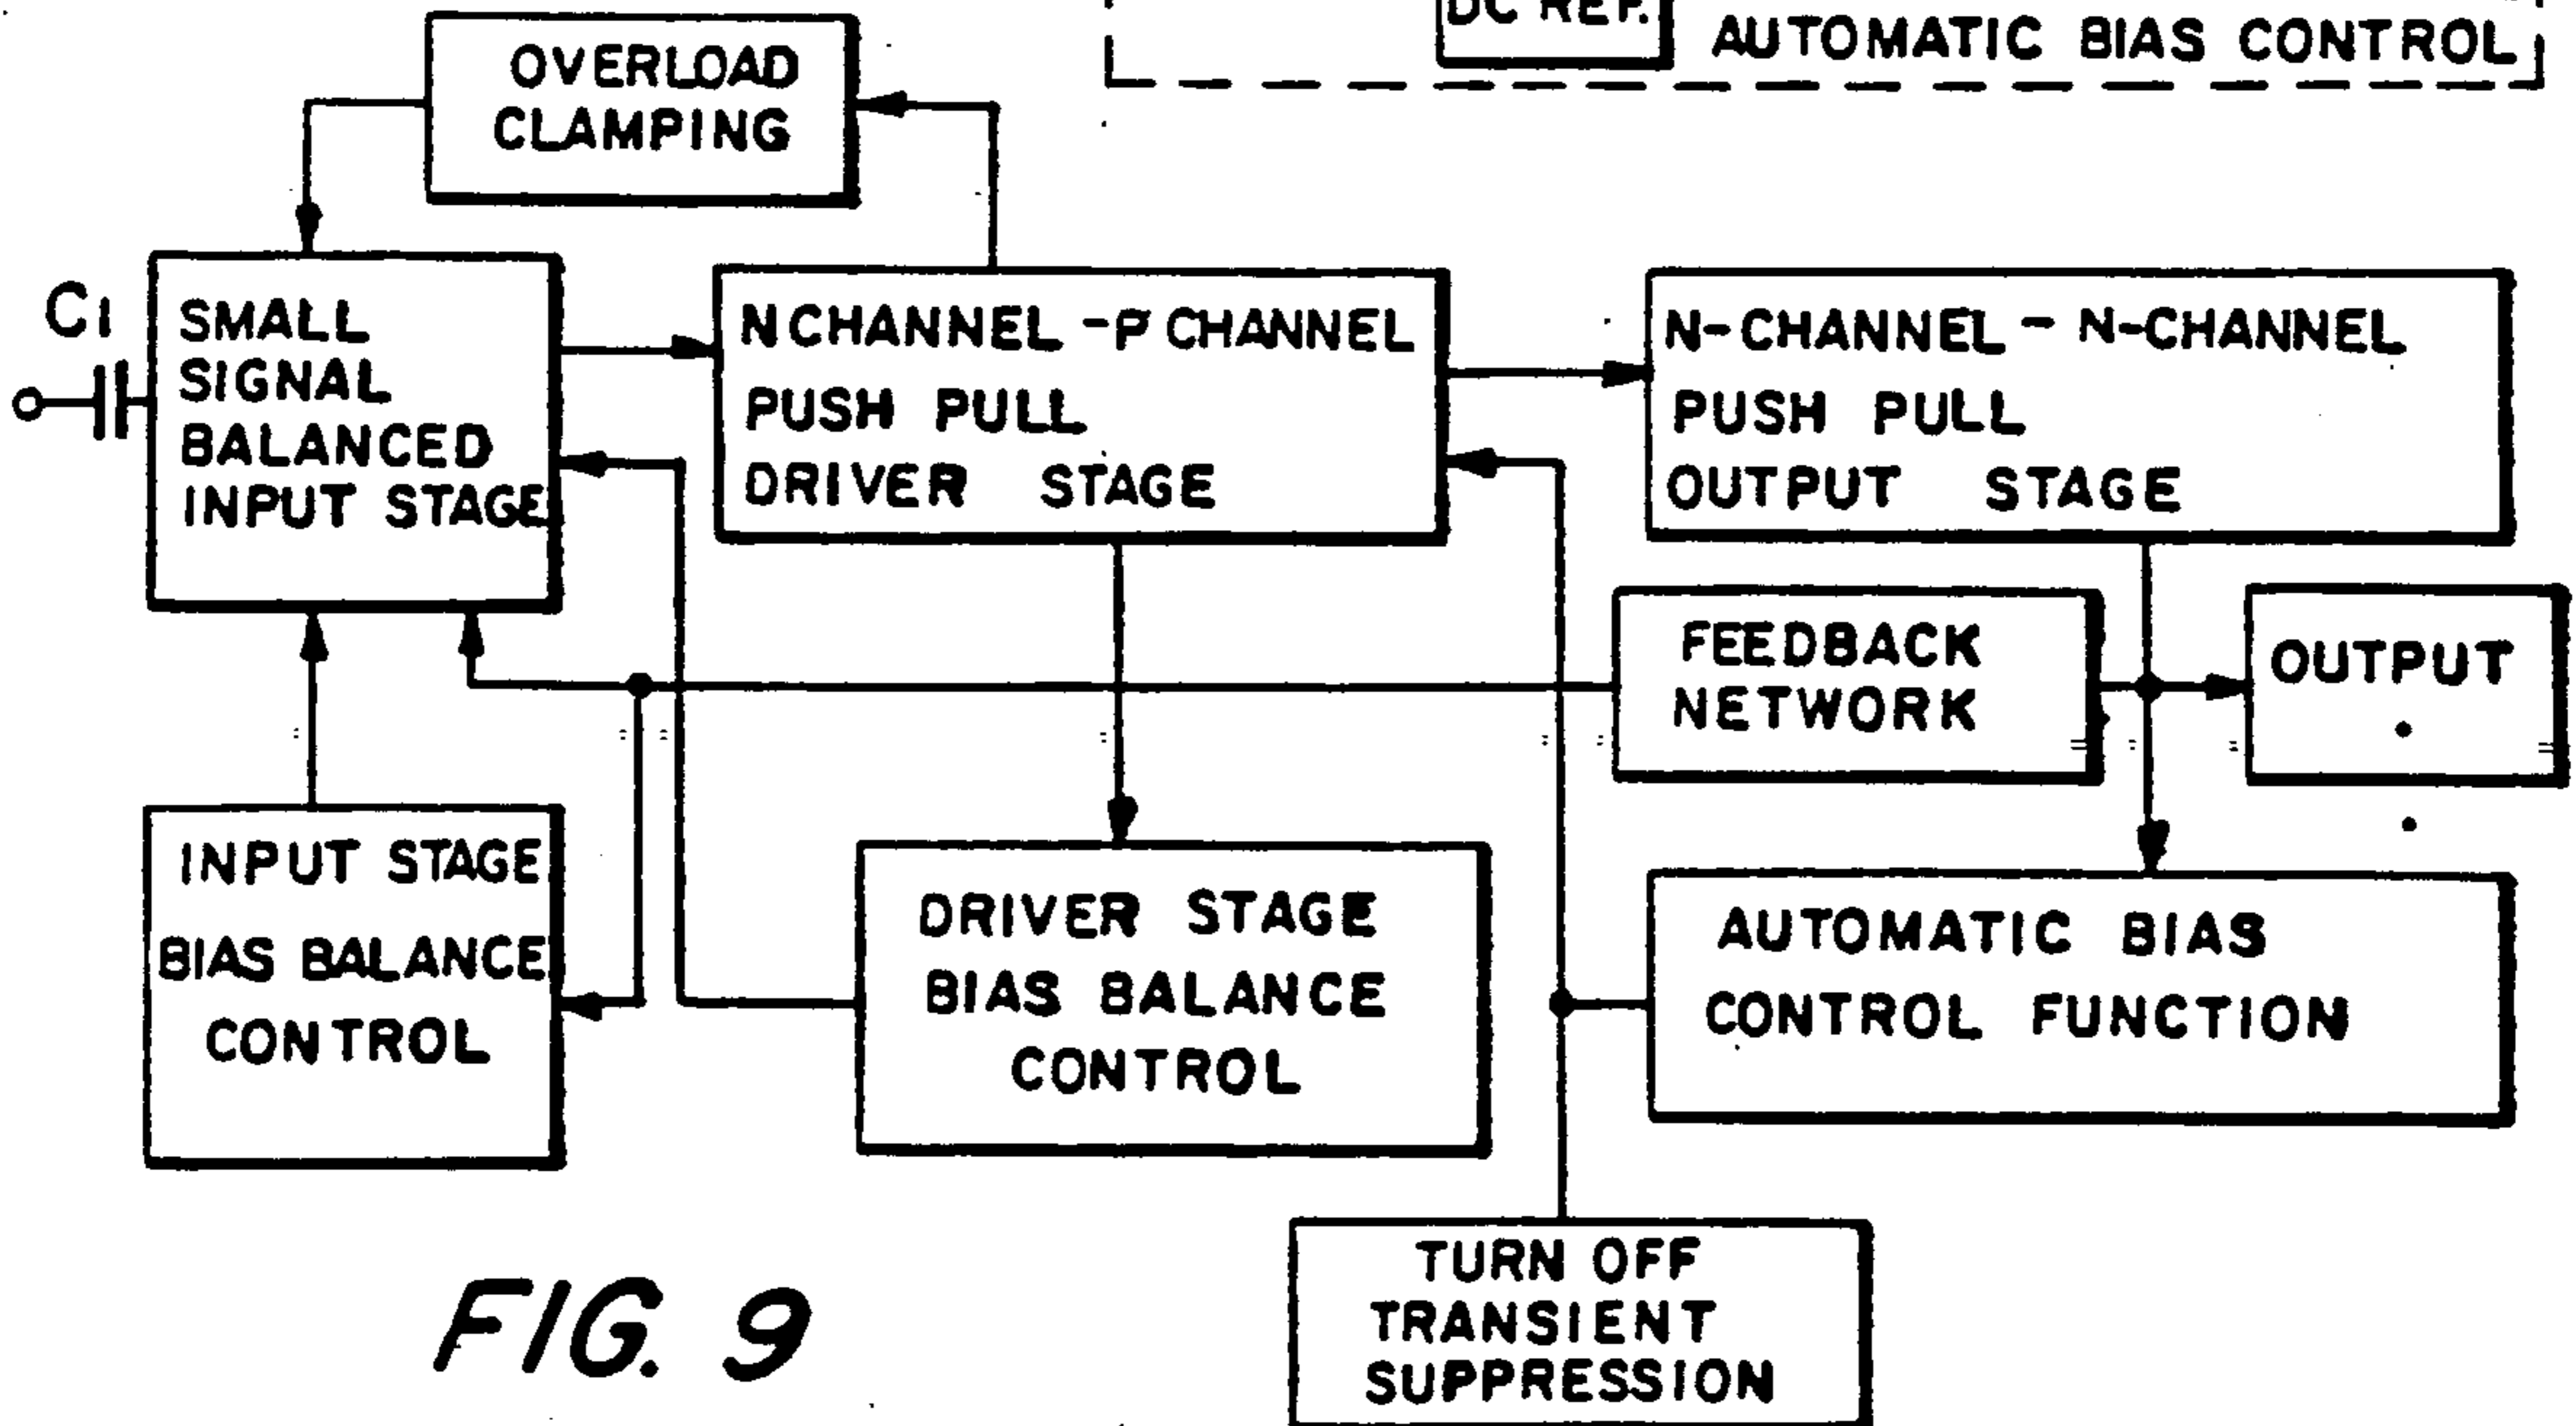 DC REF.
AUTOMATIC BIAS CONTROL
OVERLOAD
CLAMPING
C1
SMALL
SIGNAL
BALANCED
INPUT STAGE
N CHANNEL - P CHANNEL
PUSH PULL
DRIVER STAGE
N-CHANNEL - N-CHANNEL
PUSH PULL
OUTPUT STAGE
FEEDBACK
NETWORK
OUTPUT
INPUT STAGE
BIAS BALANCE
CONTROL
DRIVER STAGE
BIAS BALANCE
CONTROL
AUTOMATIC BIAS
CONTROL FUNCTION
TURN OFF
TRANSIENT
SUPPRESSION
FIG. 9